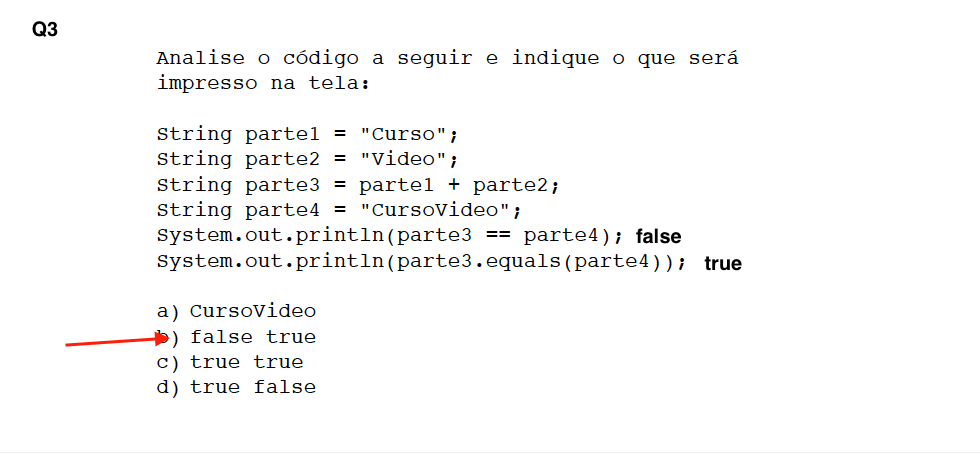 Q3
Analise o código a seguir e indique o que será
impresso na tela:
String parte1 = "Curso";
String parte2 = "Video";
String parte3 = parte1 + parte2;
String parte4 = "CursoVideo";
System.out.println(parte3 == parte4); false
System.out.println(parte3.equals(parte4)); true
a) CursoVideo
b) false true
c) true true
d) true false